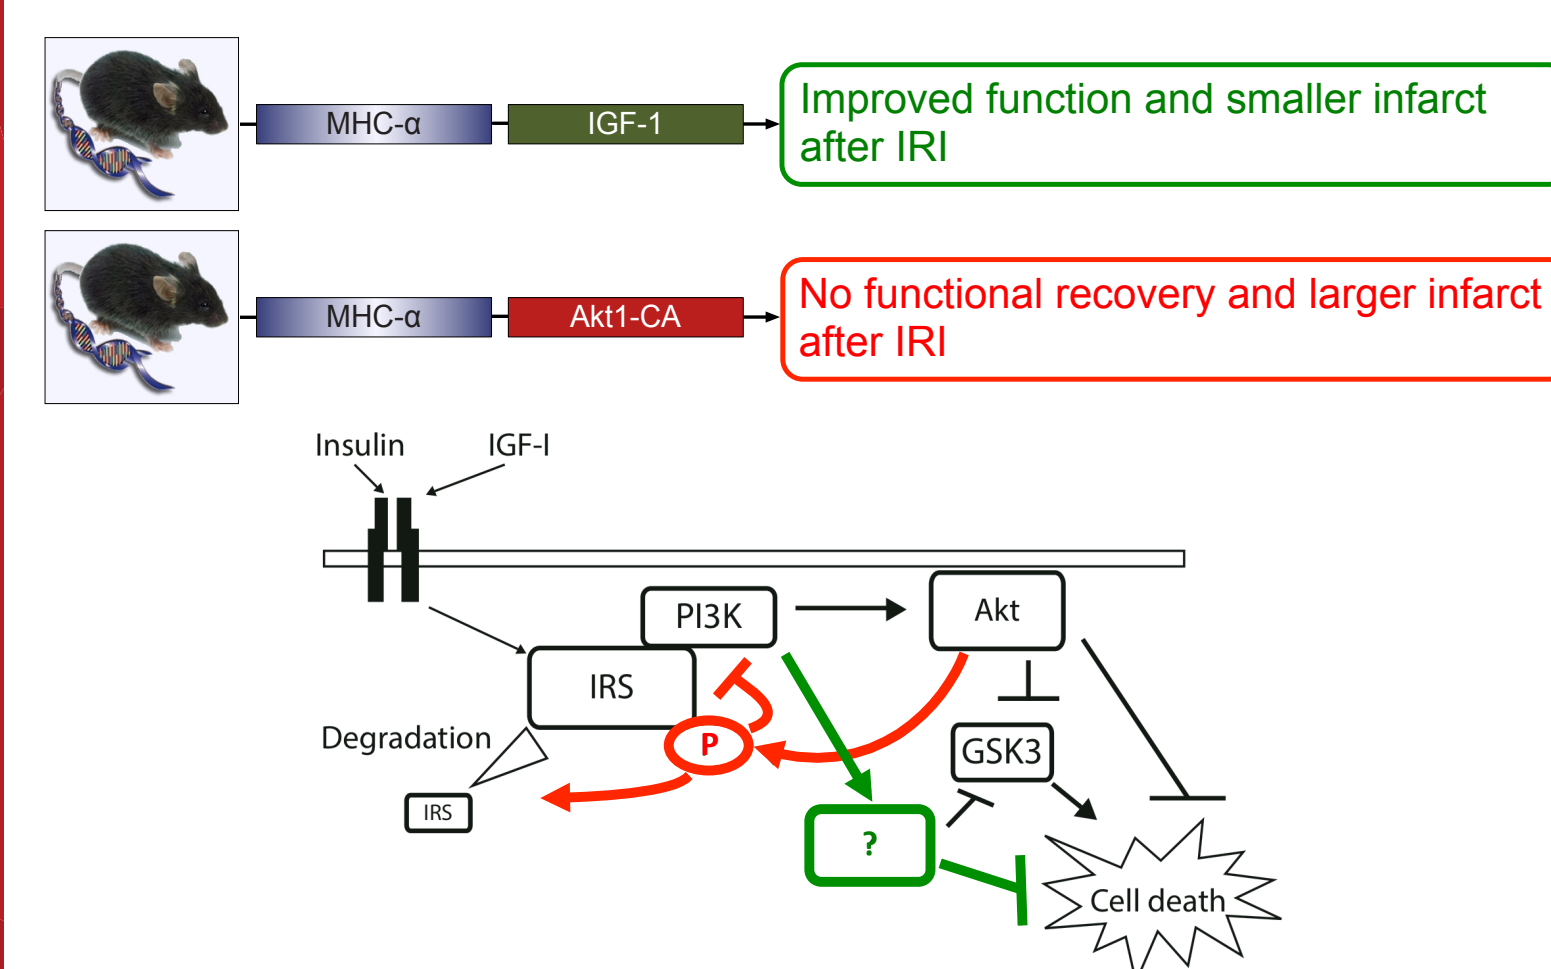 MHC-α
IGF-1
Improved function and smaller infarct
after IRI
MHC-α
Akt1-CA
No functional recovery and larger infarct
after IRI
Insulin
IGF-I
PI3K
Akt
IRS
Degradation
P
GSK3
IRS
?
Cell death